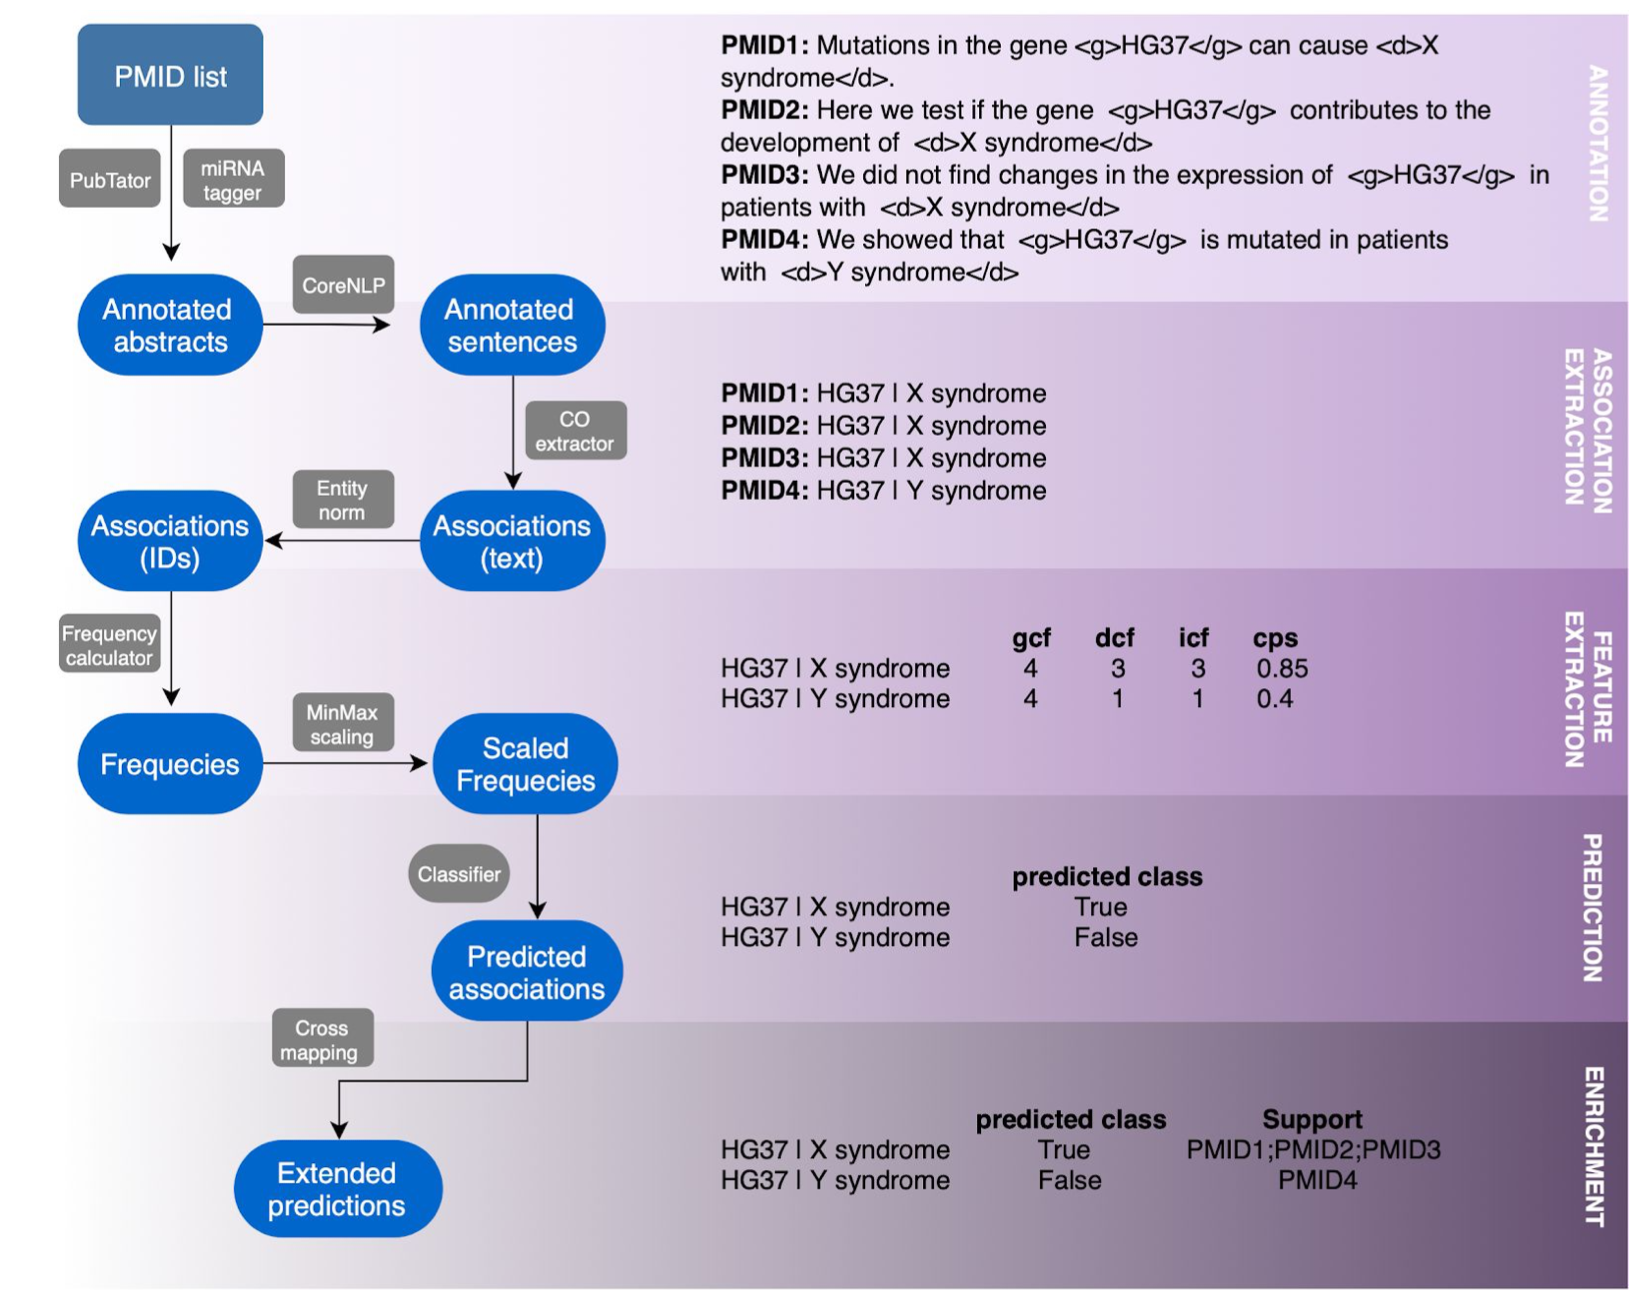 PMID list
PubTator
miRNA
tagger
Annotated
abstracts
CoreNLP
Annotated
sentences
CO
extractor
Associations
(text)
Entity
norm
Associations
(IDs)
Frequency
calculator
Frequecies
MinMax
scaling
Scaled
Frequecies
Classifier
Predicted
associations
Cross
mapping
Extended
predictions
PMID1: Mutations in the gene <g>HG37</g> can cause <d>X
syndrome</d>.
PMID2: Here we test if the gene <g>HG37</g> contributes to the
development of <d>X syndrome</d>
PMID3: We did not find changes in the expression of <g>HG37</g> in
patients with <d>X syndrome</d>
PMID4: We showed that <g>HG37</g> is mutated in patients
with <d>Y syndrome</d>
ANNOTATION
PMID1: HG37 | X syndrome
PMID2: HG37 | X syndrome
PMID3: HG37 | X syndrome
PMID4: HG37 | Y syndrome
ASSOCIATION
EXTRACTION
gcf dcf icf cps
HG37 | X syndrome 4 3 3 0.85
HG37 | Y syndrome 4 1 1 0.4
FEATURE
EXTRACTION
predicted class
HG37 | X syndrome True
HG37 | Y syndrome False
PREDICTION
predicted class Support
HG37 | X syndrome True PMID1;PMID2;PMID3
HG37 | Y syndrome False PMID4
ENRICHMENT